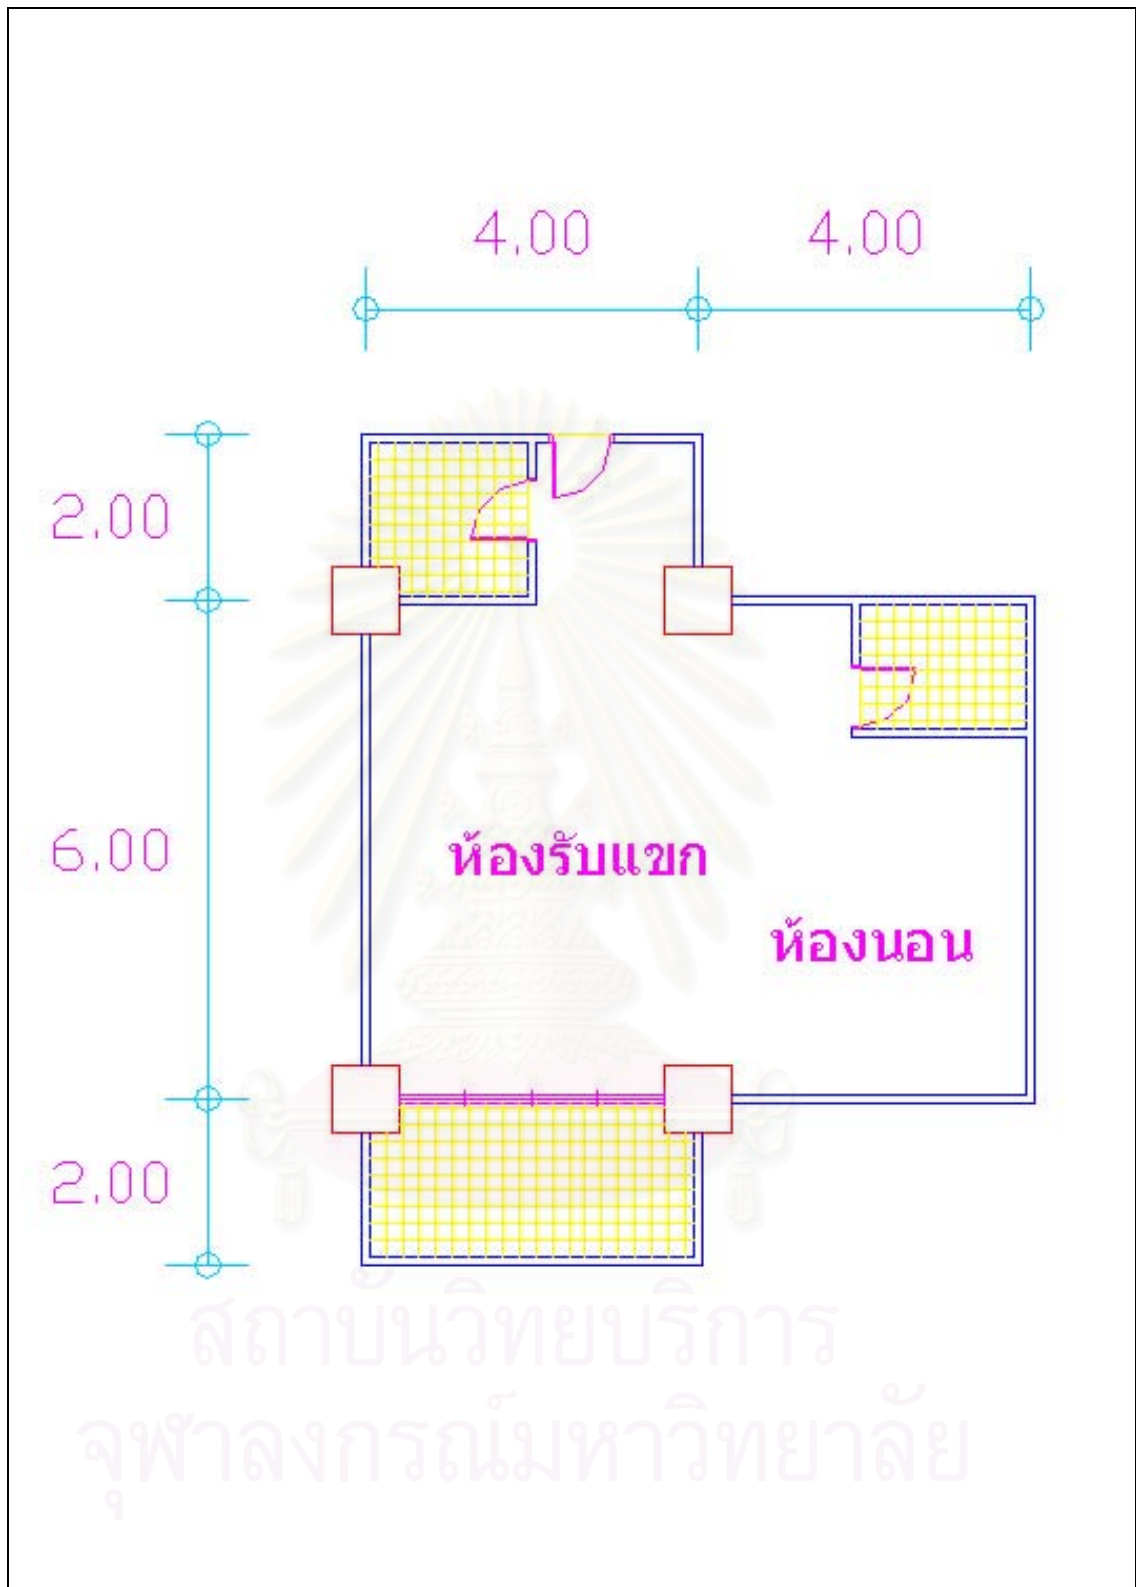 4.00 4.00
2.00
6.00
ห้องรับแขก
ห้องนอน
2.00
สถาบันวิทยบริการ
จุฬาลงกรณ์มหาวิทยาลัย